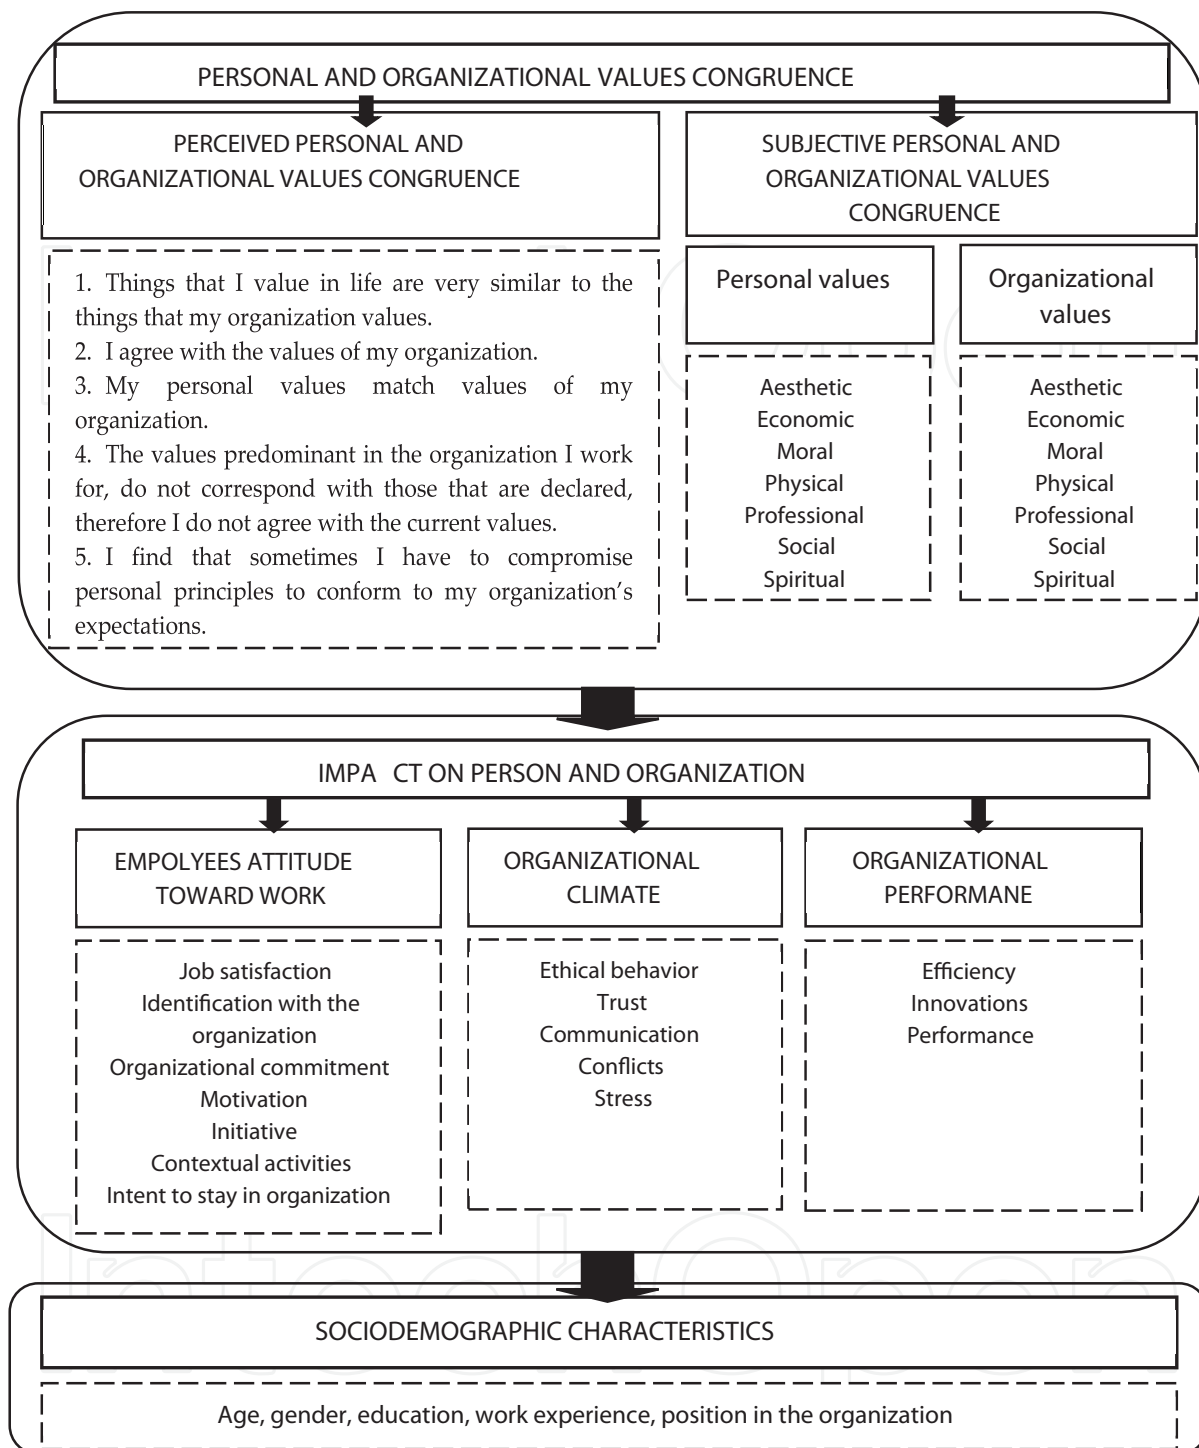 PERSONAL AND ORGANIZATIONAL VALUES CONGRUENCE
PERCEIVED PERSONAL AND
ORGANIZATIONAL VALUES CONGRUENCE
1. Things that I value in life are very similar to the
things that my organization values.
2. I agree with the values of my organization.
3. My personal values match values of my
organization.
4. The values predominant in the organization I work
for, do not correspond with those that are declared,
therefore I do not agree with the current values.
5. I find that sometimes I have to compromise
personal principles to conform to my organization's
expectations.
SUBJECTIVE PERSONAL AND
ORGANIZATIONAL VALUES
CONGRUENCE
Personal values
Aesthetic
Economic
Moral
Physical
Professional
Social
Spiritual
Organizational
values
Aesthetic
Economic
Moral
Physical
Professional
Social
Spiritual
IMPA CT ON PERSON AND ORGANIZATION
EMPOLYEES ATTITUDE
TOWARD WORK
Job satisfaction
Identification with the
organization
Organizational commitment
Motivation
Initiative
Contextual activities
Intent to stay in organization
ORGANIZATIONAL
CLIMATE
Ethical behavior
Trust
Communication
Conflicts
Stress
ORGANIZATIONAL
PERFORMANE
Efficiency
Innovations
Performance
IntechOpen
SOCIODEMOGRAPHIC CHARACTERISTICS
Age, gender, education, work experience, position in the organization